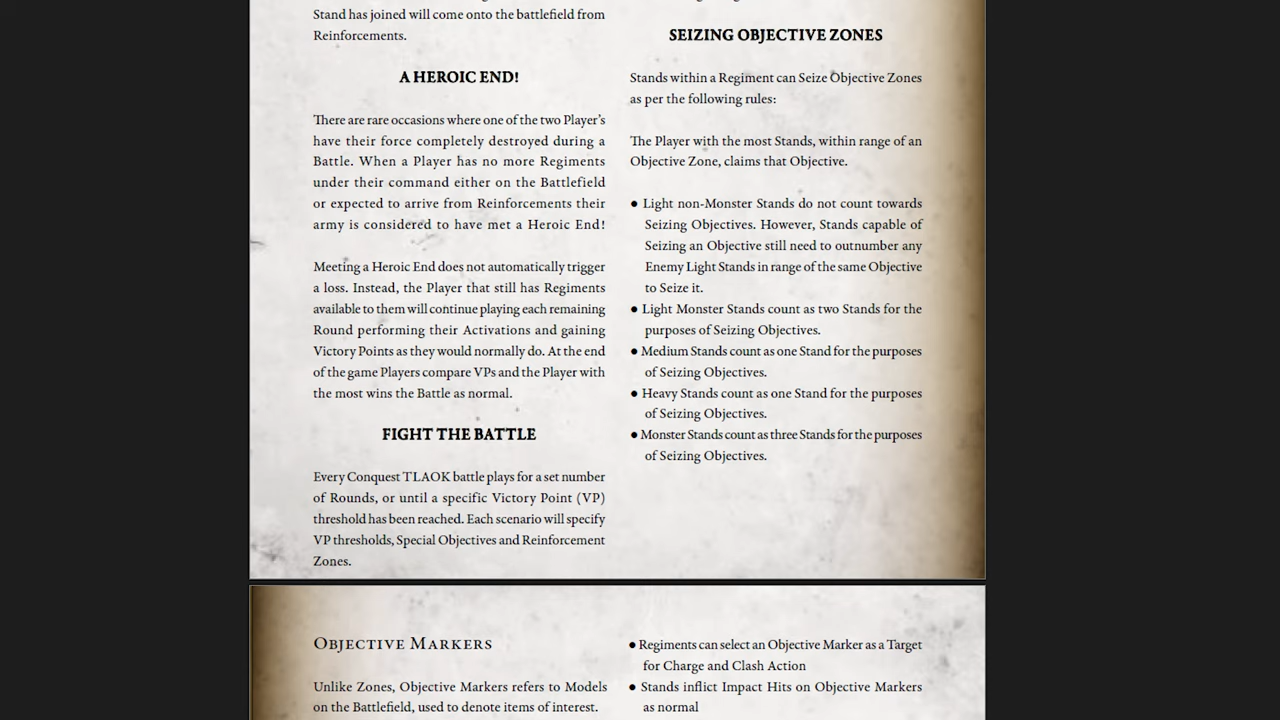 Stand has joined will come onto the battlefield from
Reinforcements.
A HEROIC END!
There are rare occasions where one of the two Player's
have their force completely destroyed during a
Battle. When a Player has no more Regiments
under their command either on the Battlefield
or expected to arrive from Reinforcements their
army is considered to have met a Heroic End!
Meeting a Heroic End does not automatically trigger
a loss. Instead, the Player that still has Regiments
available to them will continue playing each remaining
Round performing their Activations and gaining
Victory Points as they would normally do. At the end
of the game Players compare VPs and the Player with
the most wins the Battle as normal.
FIGHT THE BATTLE
Every Conquest TLAOK battle plays for a set number
of Rounds, or until a specific Victory Point (VP)
threshold has been reached. Each scenario will specify
VP thresholds, Special Objectives and Reinforcement
Zones.
SEIZING OBJECTIVE ZONES
Stands within a Regiment can Seize Objective Zones
as per the following rules:
The Player with the most Stands, within range of an
Objective Zone, claims that Objective.
● Light non-Monster Stands do not count towards
Seizing Objectives. However, Stands capable of
Seizing an Objective still need to outnumber any
Enemy Light Stands in range of the same Objective
to Seize it.
● Light Monster Stands count as two Stands for the
purposes of Seizing Objectives.
● Medium Stands count as one Stand for the purposes
of Seizing Objectives.
● Heavy Stands count as one Stand for the purposes
of Seizing Objectives.
● Monster Stands count as three Stands for the purposes
of Seizing Objectives.
OBJECTIVE MARKERS
Unlike Zones, Objective Markers refers to Models
on the Battlefield, used to denote items of interest.
● Regiments can select an Objective Marker as a Target
for Charge and Clash Action
● Stands inflict Impact Hits on Objective Markers
as normal